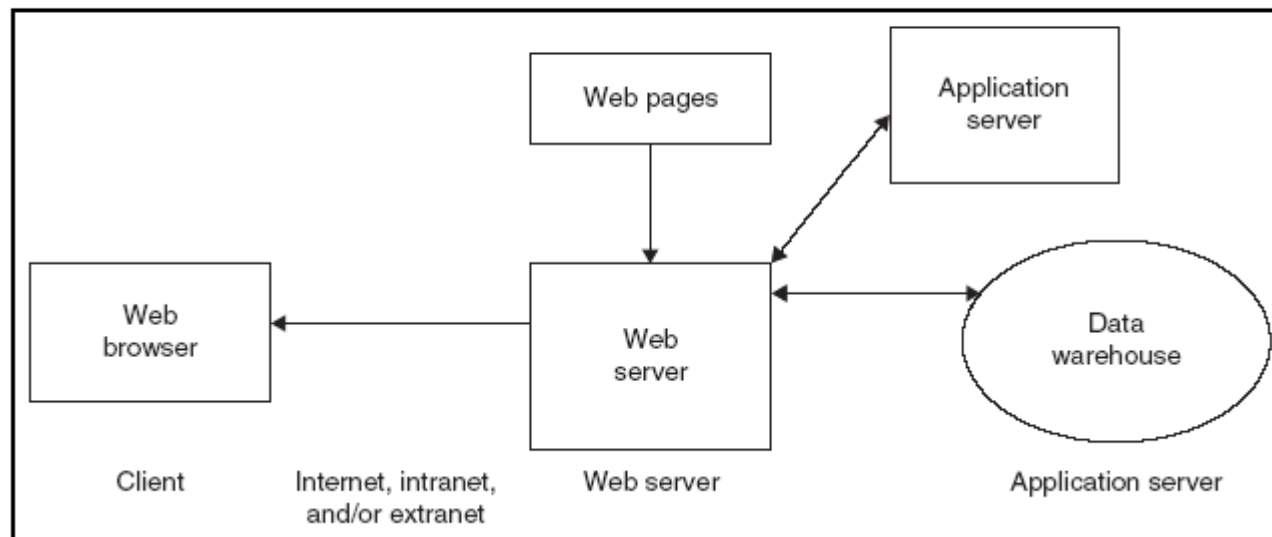 Web pages
Application
server
Web
browser
Web
server
Data
warehouse
Client
Internet, intranet,
and/or extranet
Web server
Application server